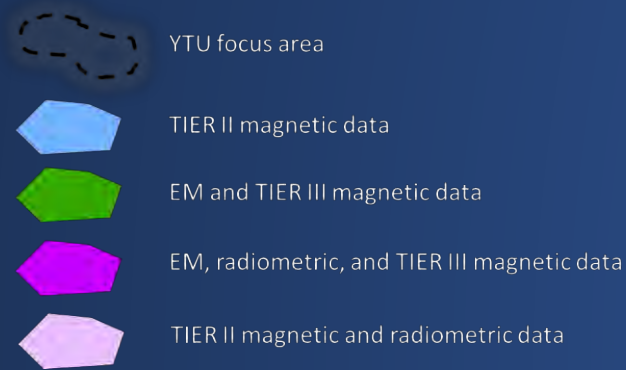 YTU focus area
TIER II magnetic data
EM and TIER III magnetic data
EM, radiometric, and TIER III magnetic data
TIER II magnetic and radiometric data